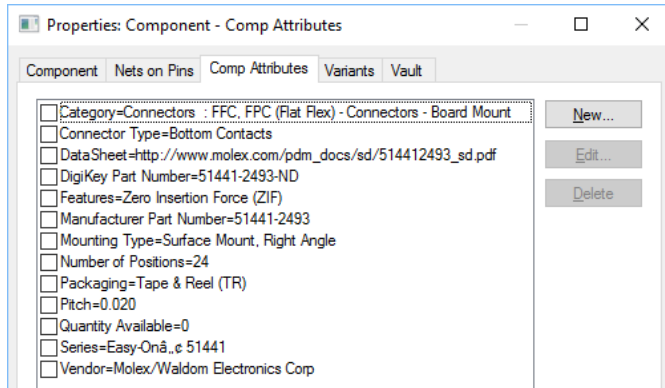 Properties: Component - Comp Attributes
Component Nets on Pins Comp Attributes Variants Vault
Category=Connectors : FFC, FPC (Flat Flex) - Connectors - Board Mount
New...
Connector Type=Bottom Contacts
DataSheet=http://www.molex.com/pdm_docs/sd/514412493_sd.pdf
Edit...
DigiKey Part Number=51441-2493-ND
Features=Zero Insertion Force (ZIF)
Delete
Manufacturer Part Number=51441-2493
Mounting Type=Surface Mount, Right Angle
Number of Positions=24
Packaging=Tape & Reel (TR)
Pitch=0.020
Quantity Available=0
Series=Easy-Onâ„¢ 51441
Vendor=Molex/Waldom Electronics Corp